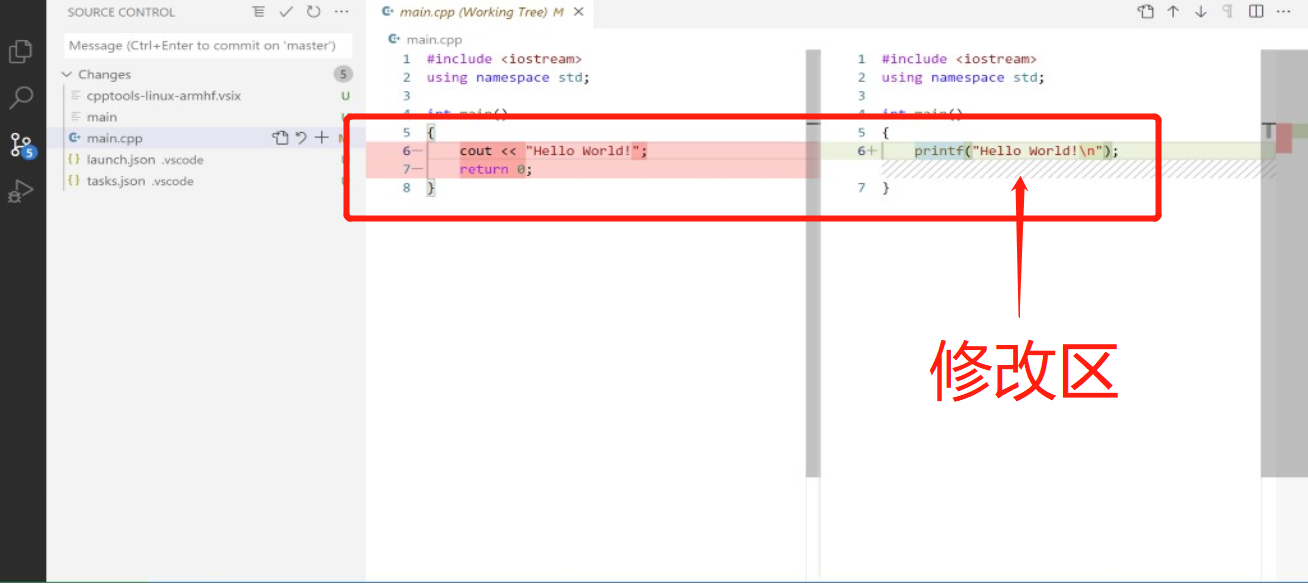 SOURCE CONTROL
Message (Ctrl+Enter to commit on 'master')
Changes 5
cpptools-linux-armhf.vsix U
main
main.cpp
launch.json .vscode
tasks.json .vscode
5
main.cpp (Working Tree) M
main.cpp
1 #include <iostream>
2 using namespace std;
3
4 int main()
5 {
6− cout << "Hello World!";
7− return 0;
8 }
1 #include <iostream>
2 using namespace std;
3
4 int main()
5 {
6+ printf("Hello World!\n");
7 }
修改区